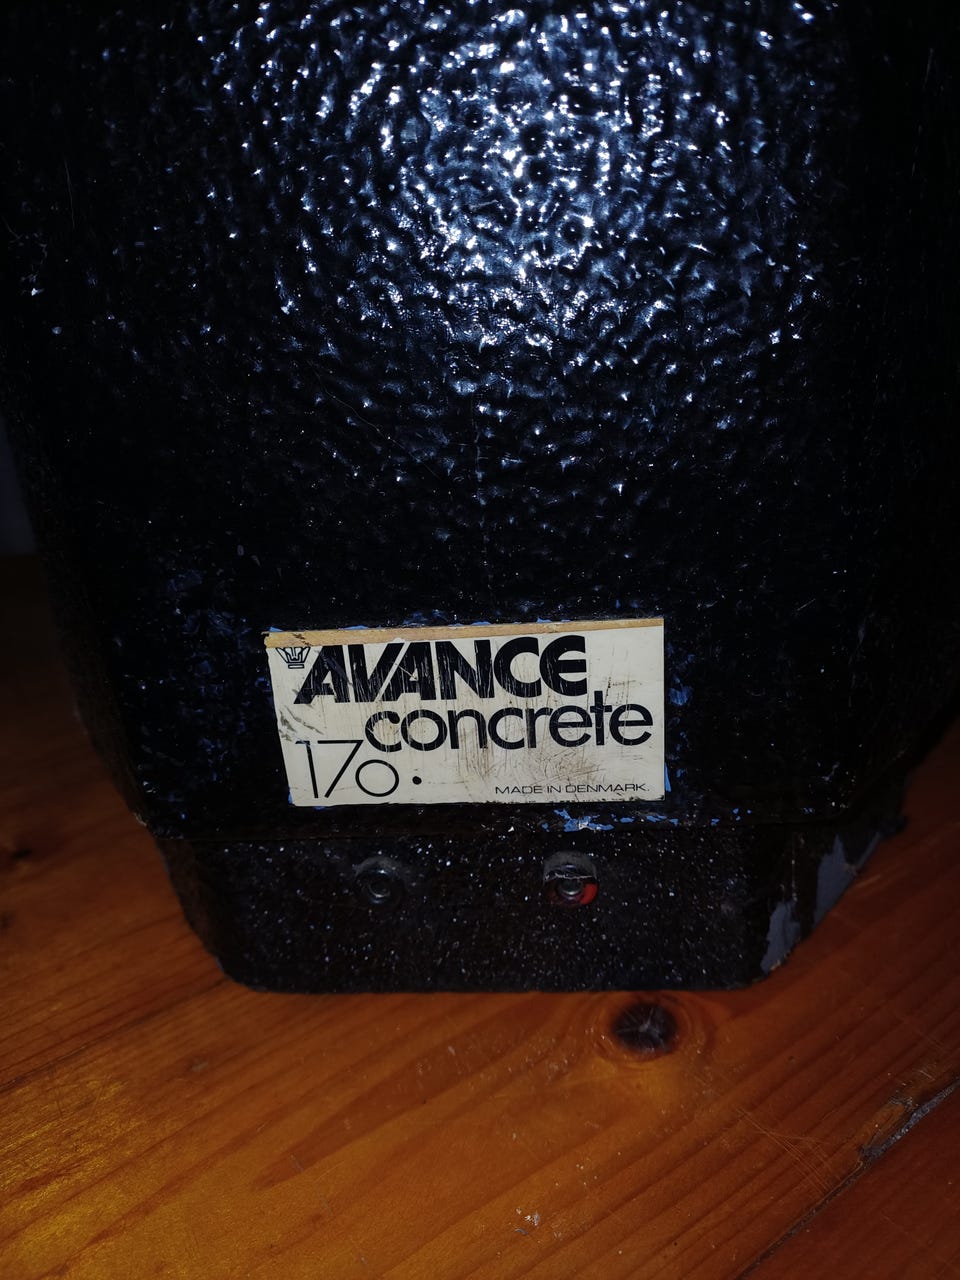 AVANCE
concrete
170.
MADE IN DENMARK.